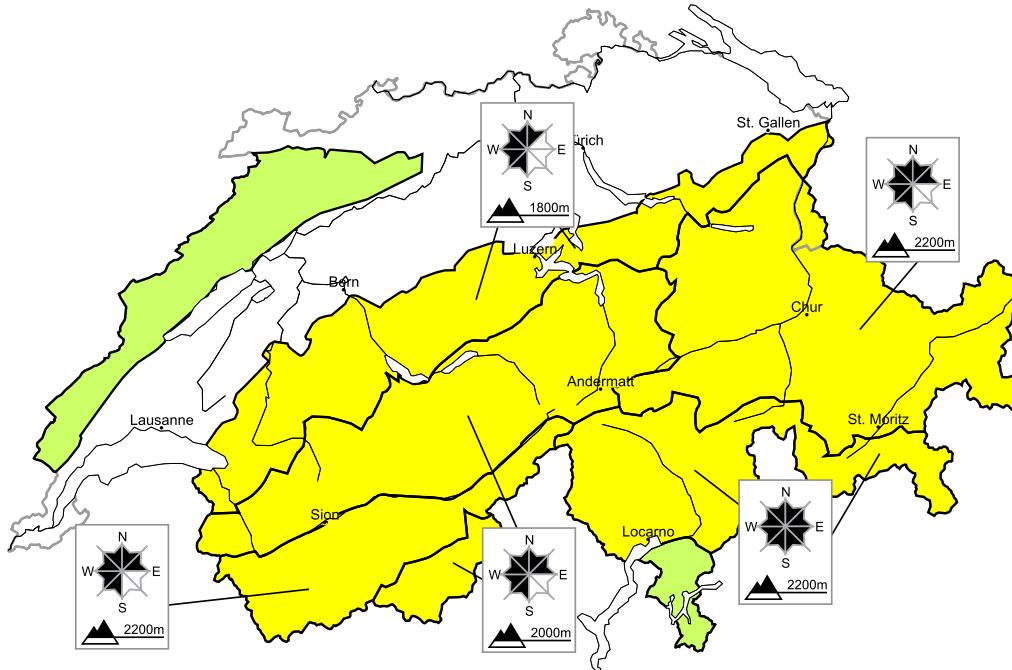 N
W E
S
1800m
ürich
St. Gallen
N
W E
S
2200m
Luzern
Bern
Chur
Andermatt
Lausanne
St. Moritz
Sion
Locarno
N
W E
S
2200m
N
W E
S
2200m
N
W E
S
2000m